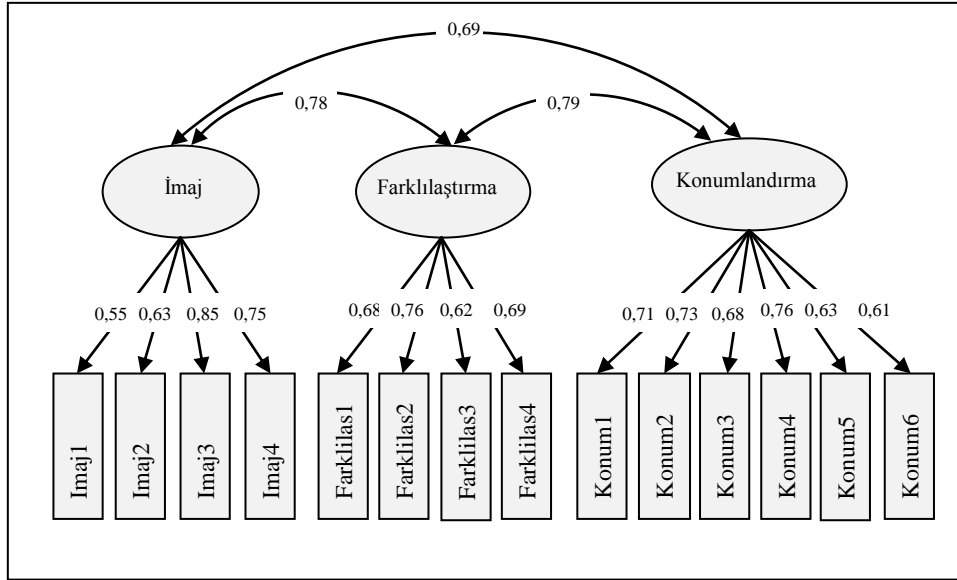 0,69
0,78
0,79
İmaj
Farklılaştırma
Konumlandırma
0,55 0,63 0,85 0,75
0,68 0,76 0,62 0,69
0,71 0,73 0,68 0,76 0,63 0,61
Imaj1
Imaj2
Imaj3
Imaj4
Farklilas1
Farklilas2
Farklilas3
Farklilas4
Konum1
Konum2
Konum3
Konum4
Konum5
Konum6